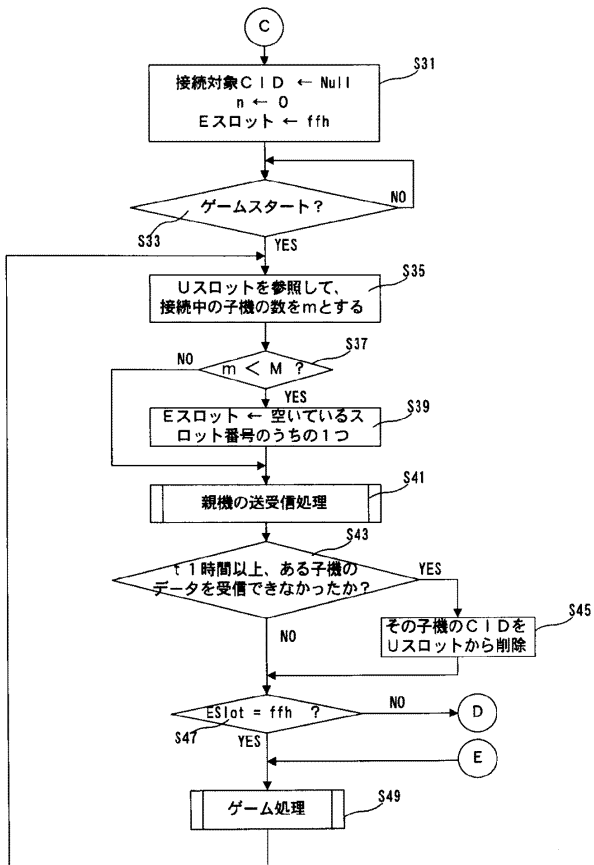 C
S31
接続対象CID ← Null
n ← 0
Eスロット ← ffh
NO
ゲームスタート?
S33
YES
S35
Uスロットを参照して、
接続中の子機の数をmとする
S37
NO
m < M ?
YES
S39
Eスロット ← 空いているス
ロット番号のうちの1つ
S41
親機の送受信処理
S43
t1時間以上、ある子機の
データを受信できなかったか?
YES
S45
その子機のCIDを
Uスロットから削除
NO
ESlot = ffh ?
NO
D
S47
YES
E
S49
ゲーム処理